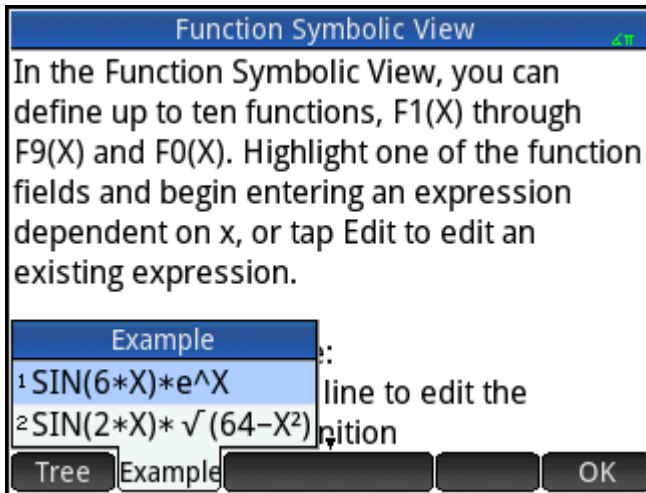 Function Symbolic View
∡π
In the Function Symbolic View, you can
define up to ten functions, F1(X) through
F9(X) and F0(X). Highlight one of the function
fields and begin entering an expression
dependent on x, or tap Edit to edit an
existing expression.
Example
1 SIN(6*X)*e^X
line to edit the
2 SIN(2*X)*√(64-X²)
Tree Example OK